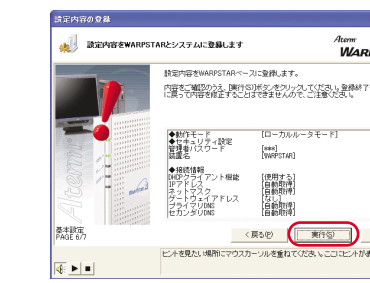 設定内容の登録
設定内容をWARPSTARとシステムに登録します
Aterm
WAR
設定内容をWARPSTARベースに登録します。
内容をご確認のうえ、[実行(G)]ボタンをクリックしてください。登録終了
に戻って内容を修正することはできませんので、ご注意ください。
◆動作モード [ローカルルータモード]
◆セキュリティ設定
管理者パスワード [***]
装置名 [WARPSTAR]
◆接続情報
DHCPクライアント機能 [使用する]
IPアドレス [自動取得]
ネットマスク [自動取得]
ゲートウェイアドレス [なし]
プライマリDNS [自動取得]
セカンダリDNS [自動取得]
Aterm
基本設定
PAGE 6/7
< 戻る(P)
実行(G)
ヒントを見たい場所にマウスカーソルを重ねてください。ここにヒントが表